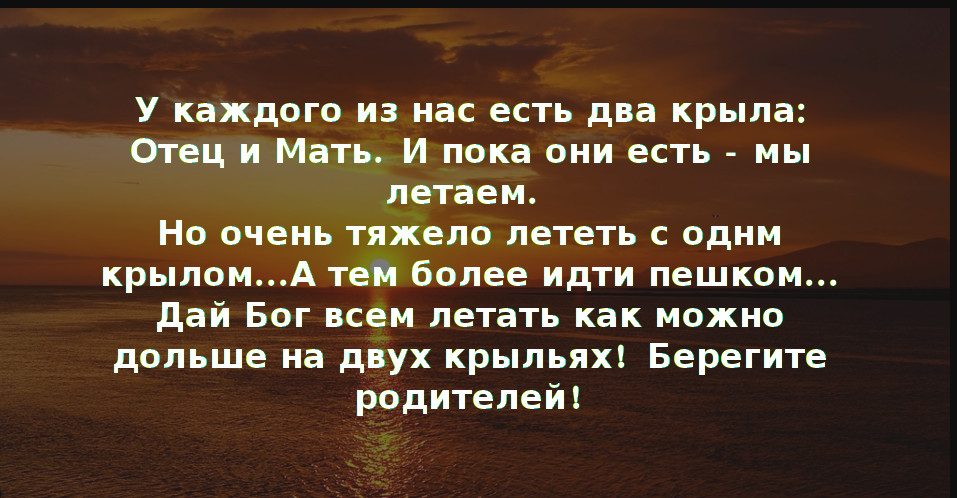 У каждого из нас есть два крыла:
Отец и Мать. И пока они есть - мы
летаем.
Но очень тяжело лететь с однм
крылом...А тем более идти пешком...
Дай Бог всем летать как можно
дольше на двух крыльях! Берегите
родителей!